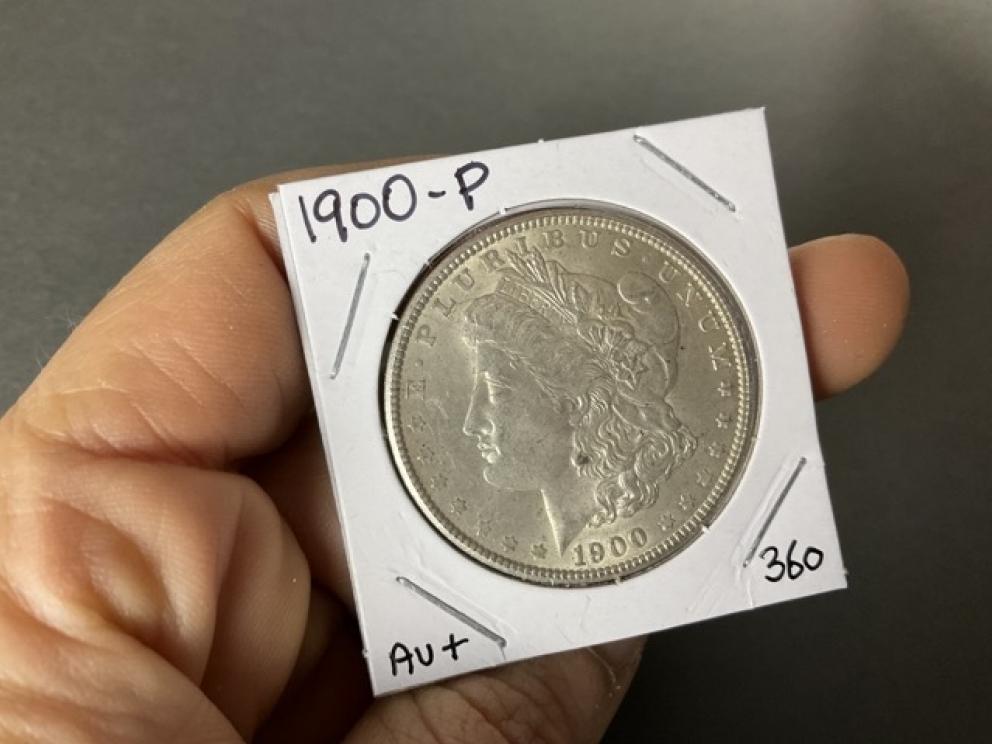 1900-P
E·PLURIBUS·UNUM
LIBERTY
1900
360
AU+